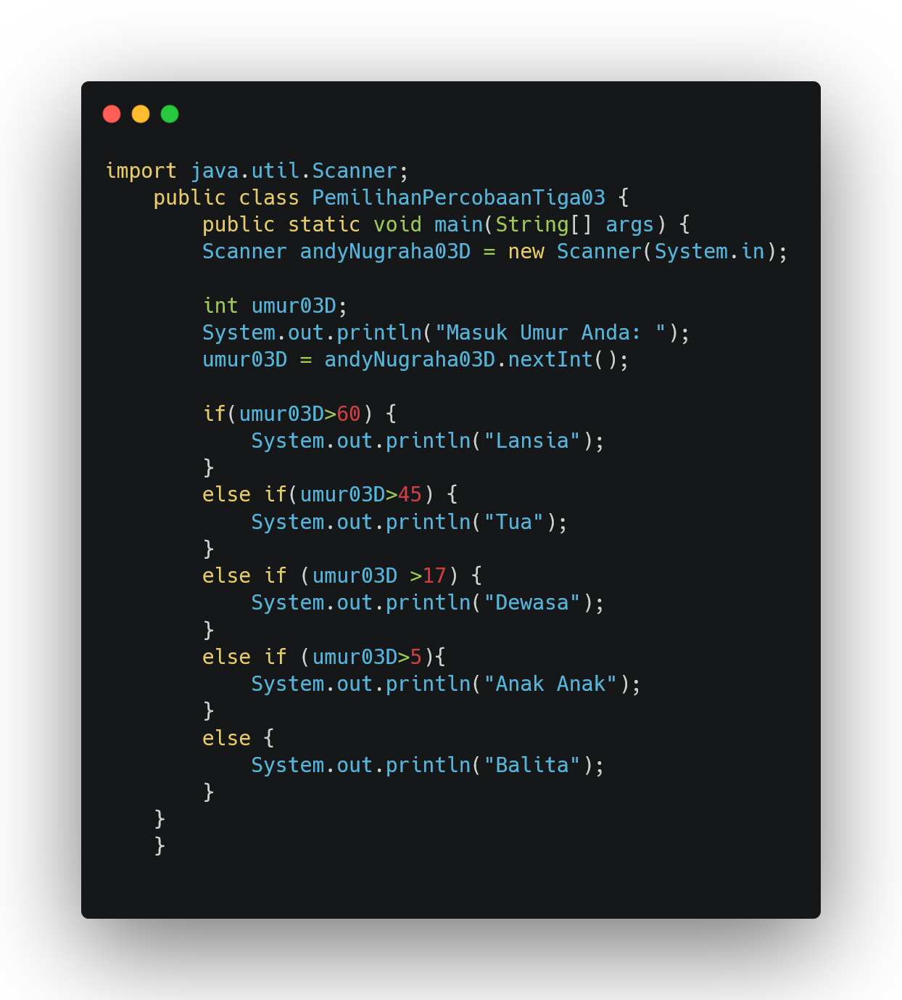 import java.util.Scanner;
    public class PemilihanPercobaanTiga03 {
        public static void main(String[] args) {
        Scanner andyNugraha03D = new Scanner(System.in);

        int umur03D;
        System.out.println("Masuk Umur Anda: ");
        umur03D = andyNugraha03D.nextInt();

        if(umur03D>60) {
            System.out.println("Lansia");
        }
        else if(umur03D>45) {
            System.out.println("Tua");
        }
        else if (umur03D >17) {
            System.out.println("Dewasa");
        }
        else if (umur03D>5){
            System.out.println("Anak Anak");
        }
        else {
            System.out.println("Balita");
        }
    }
    }